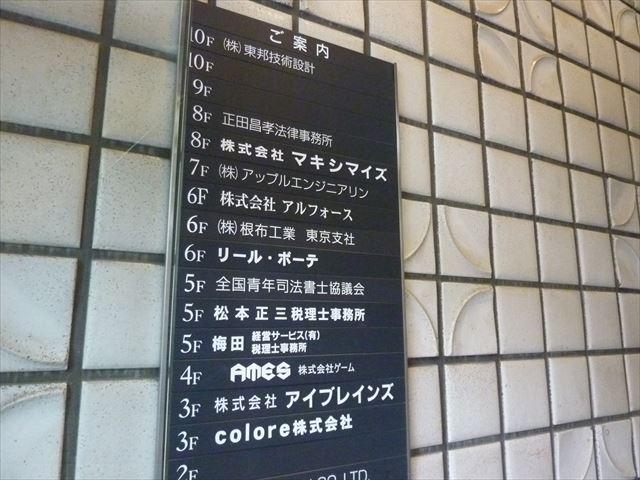 ご案内
10F (株)東邦技術設計
10F
9F
8F 正田昌孝法律事務所
8F 株式会社 マキシマイズ
7F (株)アップルエンジニアリン
6F 株式会社 アルフォース
6F (株)根布工業 東京支社
6F リール・ボーテ
5F 全国青年司法書士協議会
5F 松本正三税理士事務所
5F 梅田 経営サービス(有)
税理士事務所
4F AMES 株式会社ゲーム
3F 株式会社 アイブレインズ
3F colore株式会社
2F CO.,LTD.